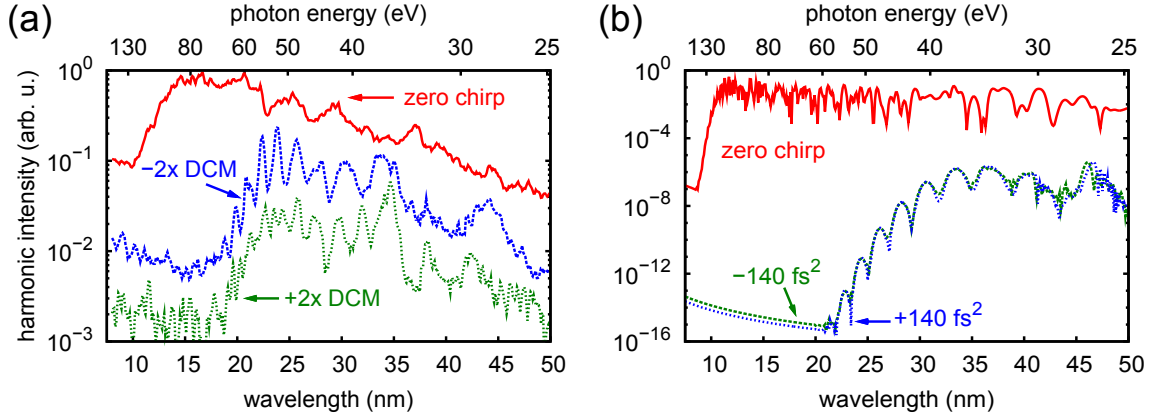 (a)
photon energy (eV)
130 80 60 50 40 30 25
harmonic intensity (arb. u.)
10^0
10^-1
10^-2
10^-3
zero chirp
−2x DCM
+2x DCM
10 15 20 25 30 35 40 45 50
wavelength (nm)
(b)
photon energy (eV)
130 80 60 50 40 30 25
10^0
10^-4
10^-8
10^-12
10^-16
zero chirp
−140 fs^2
+140 fs^2
10 15 20 25 30 35 40 45 50
wavelength (nm)